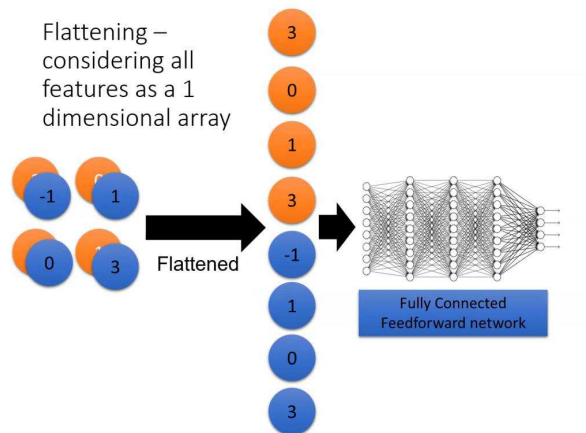 Flattening –
considering all
features as a 1
dimensional array
-1
1
0
3
Flattened
3
0
1
3
-1
1
0
3
Fully Connected
Feedforward network